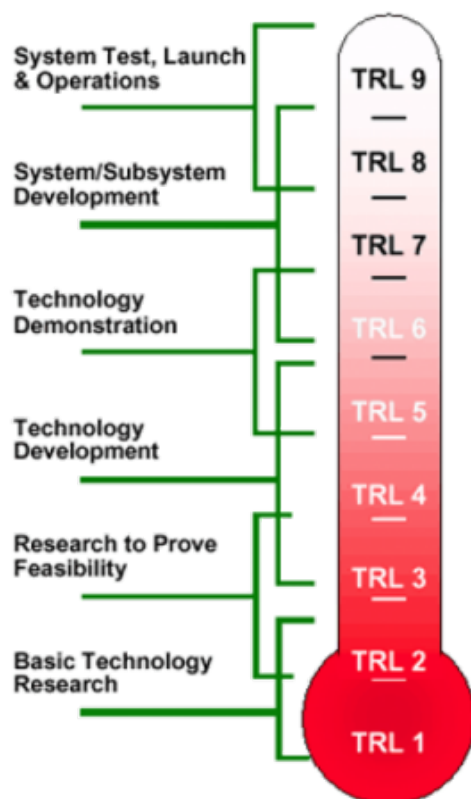 System Test, Launch
& Operations
System/Subsystem
Development
Technology
Demonstration
Technology
Development
Research to Prove
Feasibility
Basic Technology
Research
TRL 9
TRL 8
TRL 7
TRL 6
TRL 5
TRL 4
TRL 3
TRL 2
TRL 1